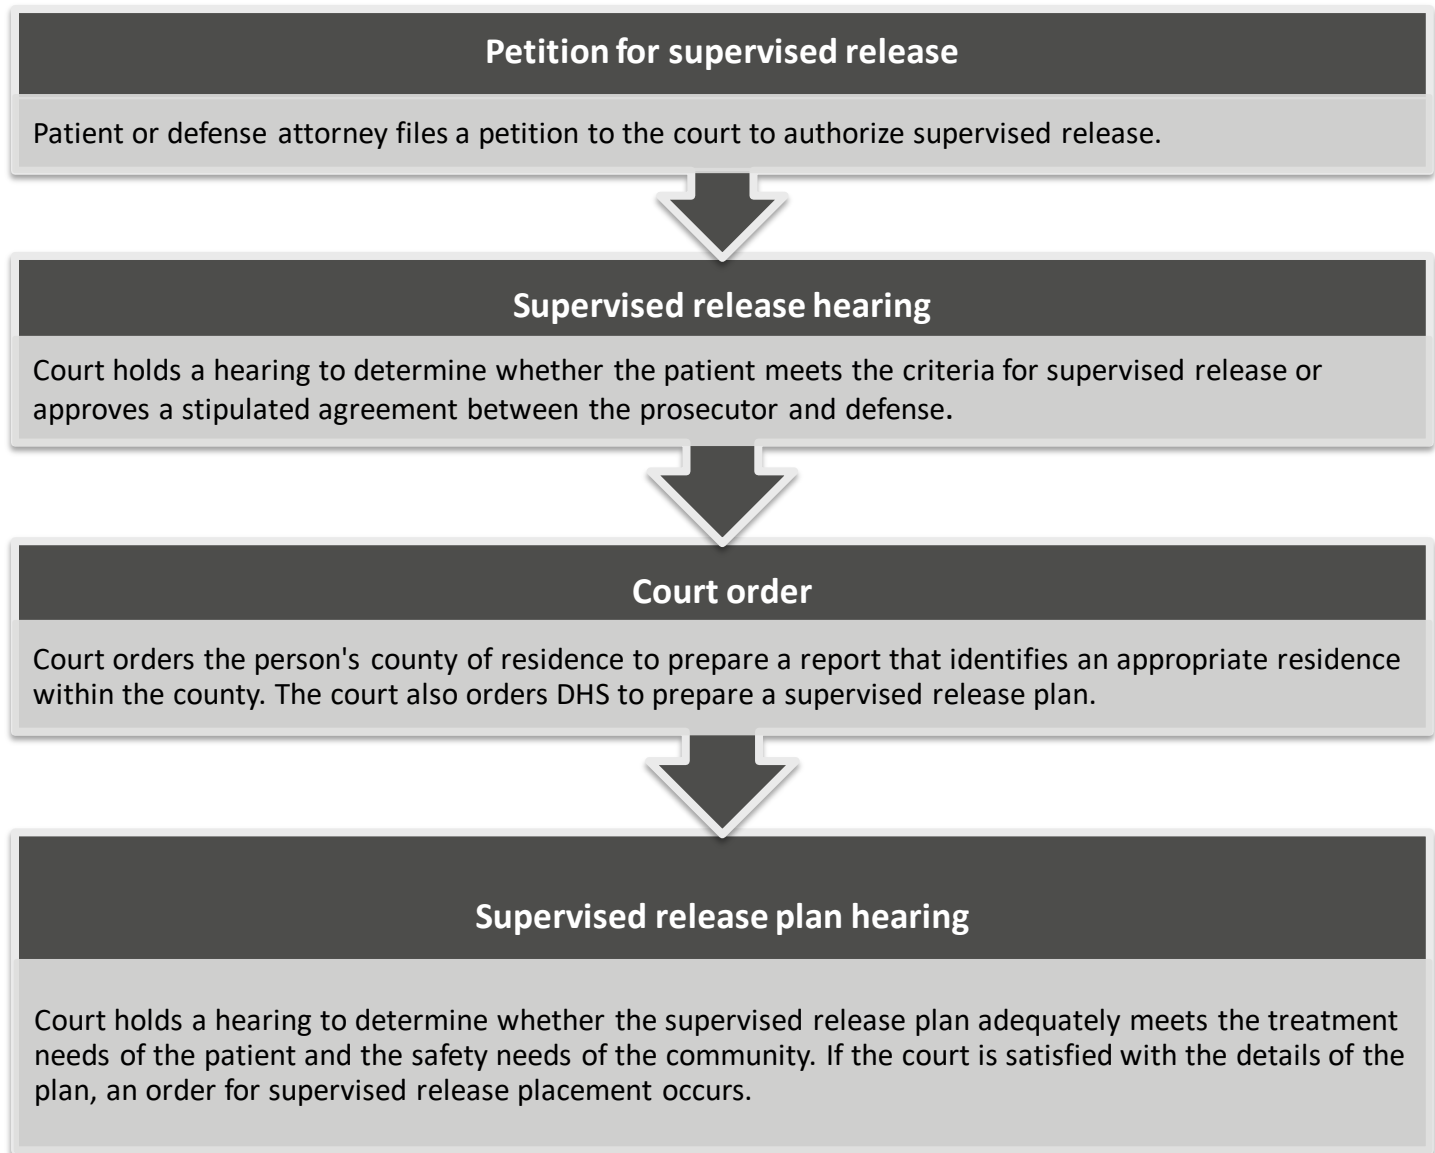 Petition for supervised release
Patient or defense attorney files a petition to the court to authorize supervised release.
Supervised release hearing
Court holds a hearing to determine whether the patient meets the criteria for supervised release or
approves a stipulated agreement between the prosecutor and defense.
Court order
Court orders the person's county of residence to prepare a report that identifies an appropriate residence
within the county. The court also orders DHS to prepare a supervised release plan.
Supervised release plan hearing
Court holds a hearing to determine whether the supervised release plan adequately meets the treatment
needs of the patient and the safety needs of the community. If the court is satisfied with the details of the
plan, an order for supervised release placement occurs.